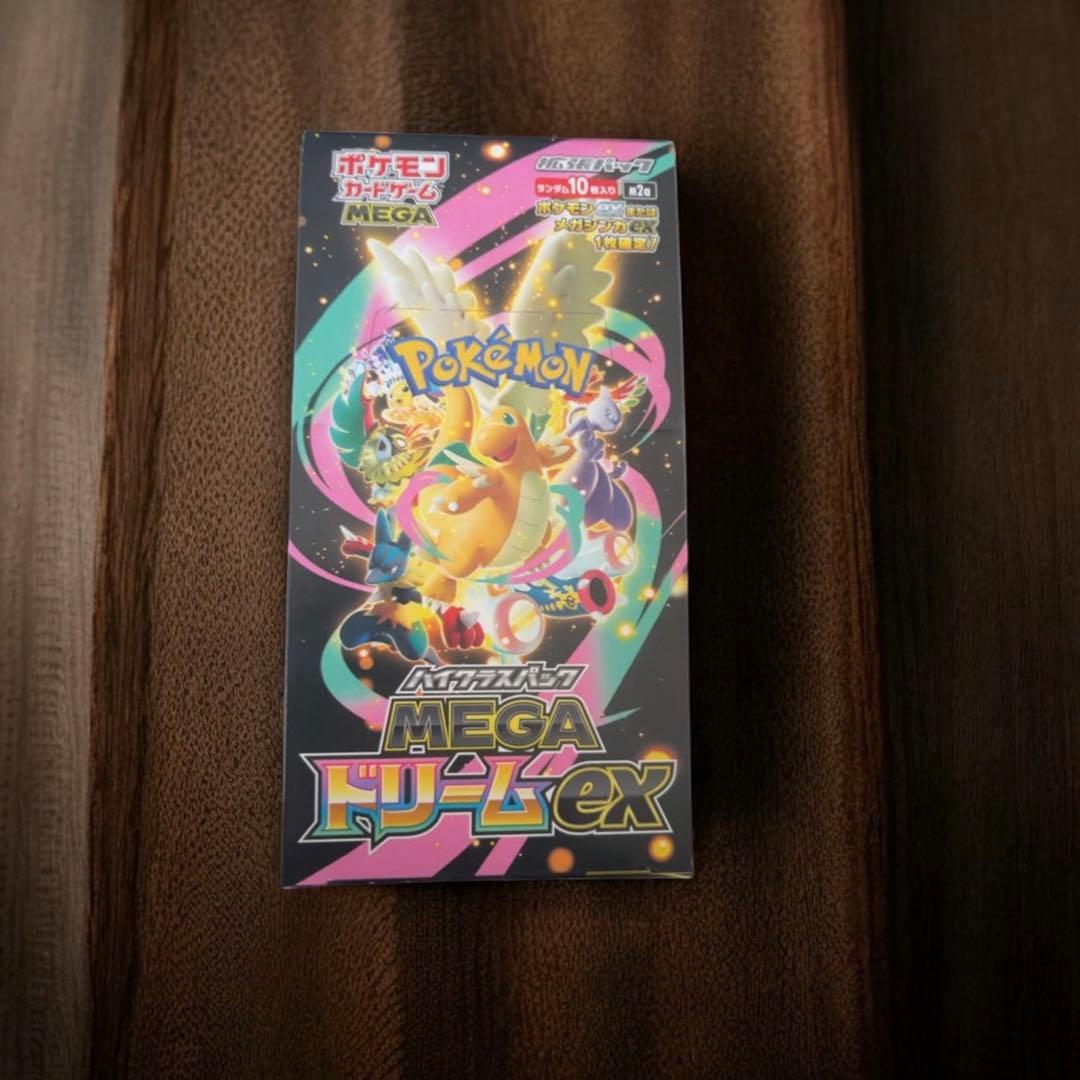 ポケモン
カードゲーム
MEGA
拡張パック
ランダム10枚入り
ポケモンexまたは
メガシンカex
1枚確定!
POKéMON
ハイクラスパック
MEGA
ドリームex